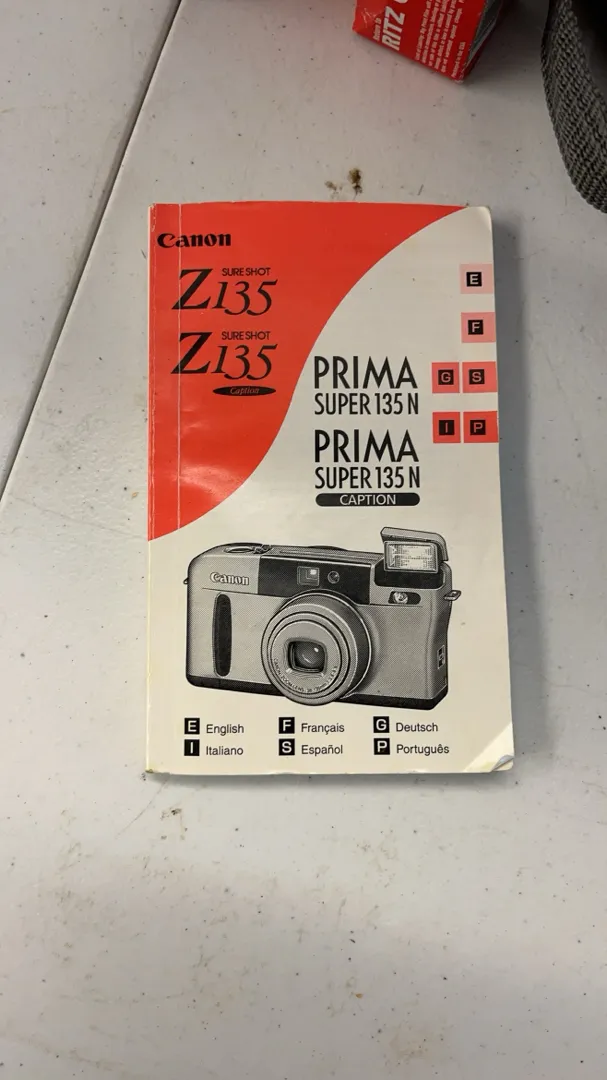 RITZ
Canon
SURE SHOT
Z135
SURE SHOT
Z135
Caption
PRIMA
SUPER 135 N
PRIMA
SUPER 135 N
CAPTION
E
F
G S
I P
Canon
E English
F Français
G Deutsch
I Italiano
S Español
P Português